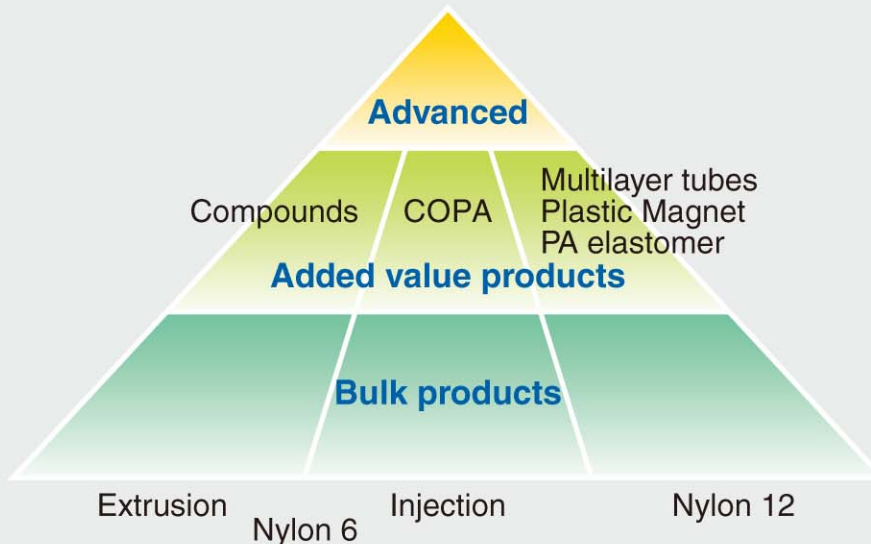 Advanced
Compounds
COPA
Multilayer tubes
Plastic Magnet
PA elastomer
Added value products
Bulk products
Extrusion
Injection
Nylon 12
Nylon 6